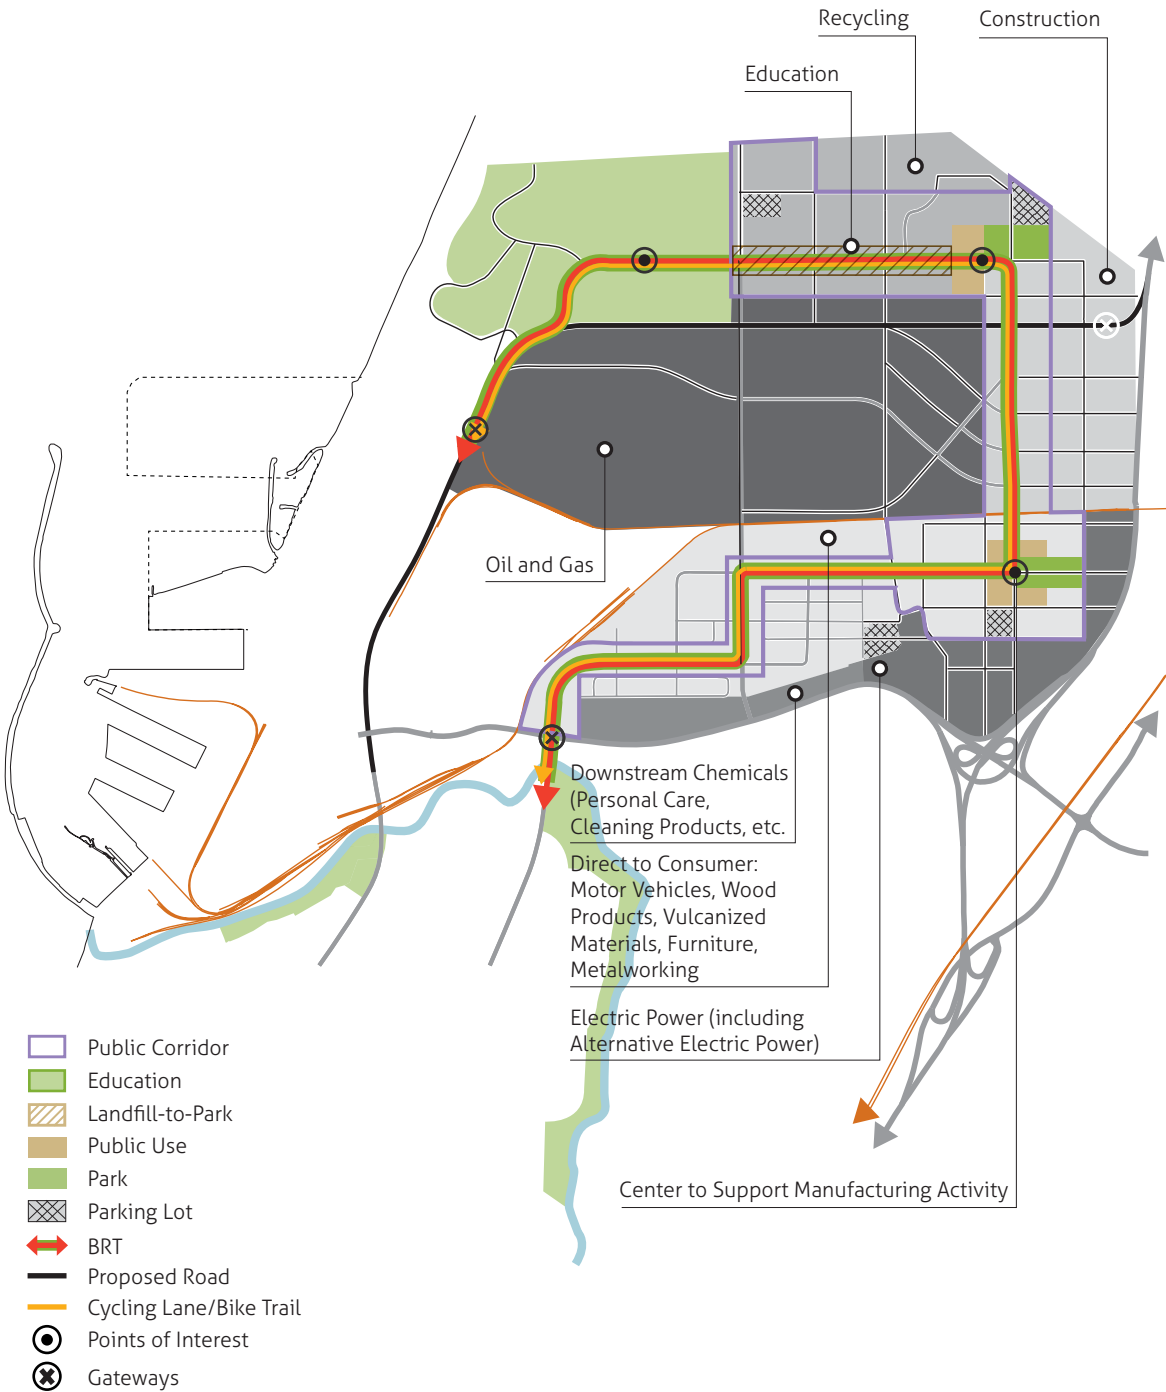 Recycling
Construction
Education
Oil and Gas
Downstream Chemicals
(Personal Care,
Cleaning Products, etc.
Direct to Consumer:
Motor Vehicles, Wood
Products, Vulcanized
Materials, Furniture,
Metalworking
Electric Power (including
Alternative Electric Power)
Center to Support Manufacturing Activity
Public Corridor
Education
Landfill-to-Park
Public Use
Park
Parking Lot
BRT
Proposed Road
Cycling Lane/Bike Trail
Points of Interest
Gateways